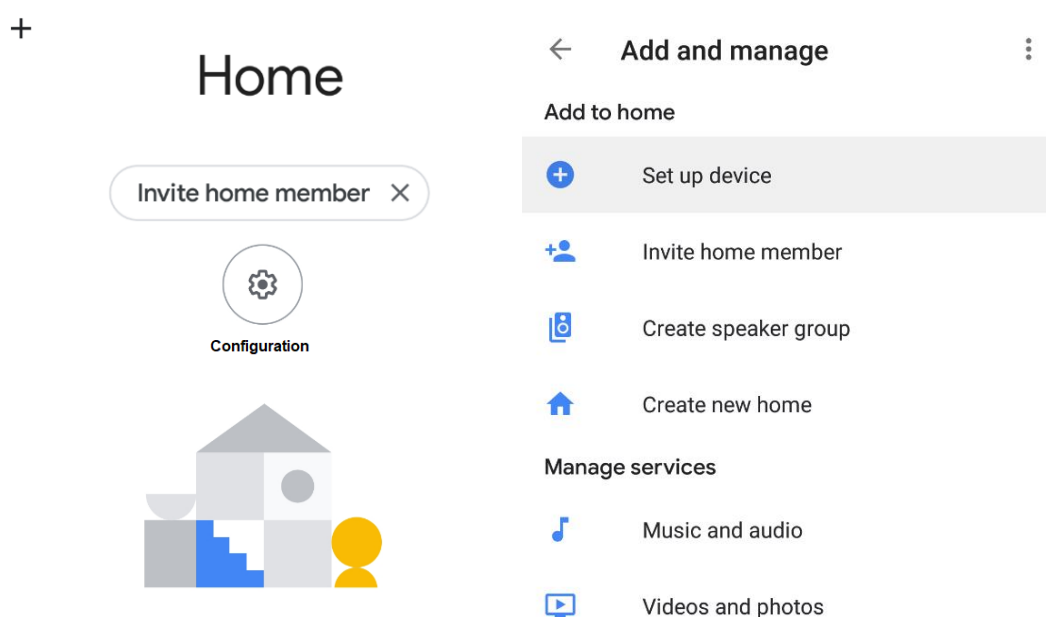 Home
Invite home member
Configuration
Add and manage
Add to home
Set up device
Invite home member
Create speaker group
Create new home
Manage services
Music and audio
Videos and photos